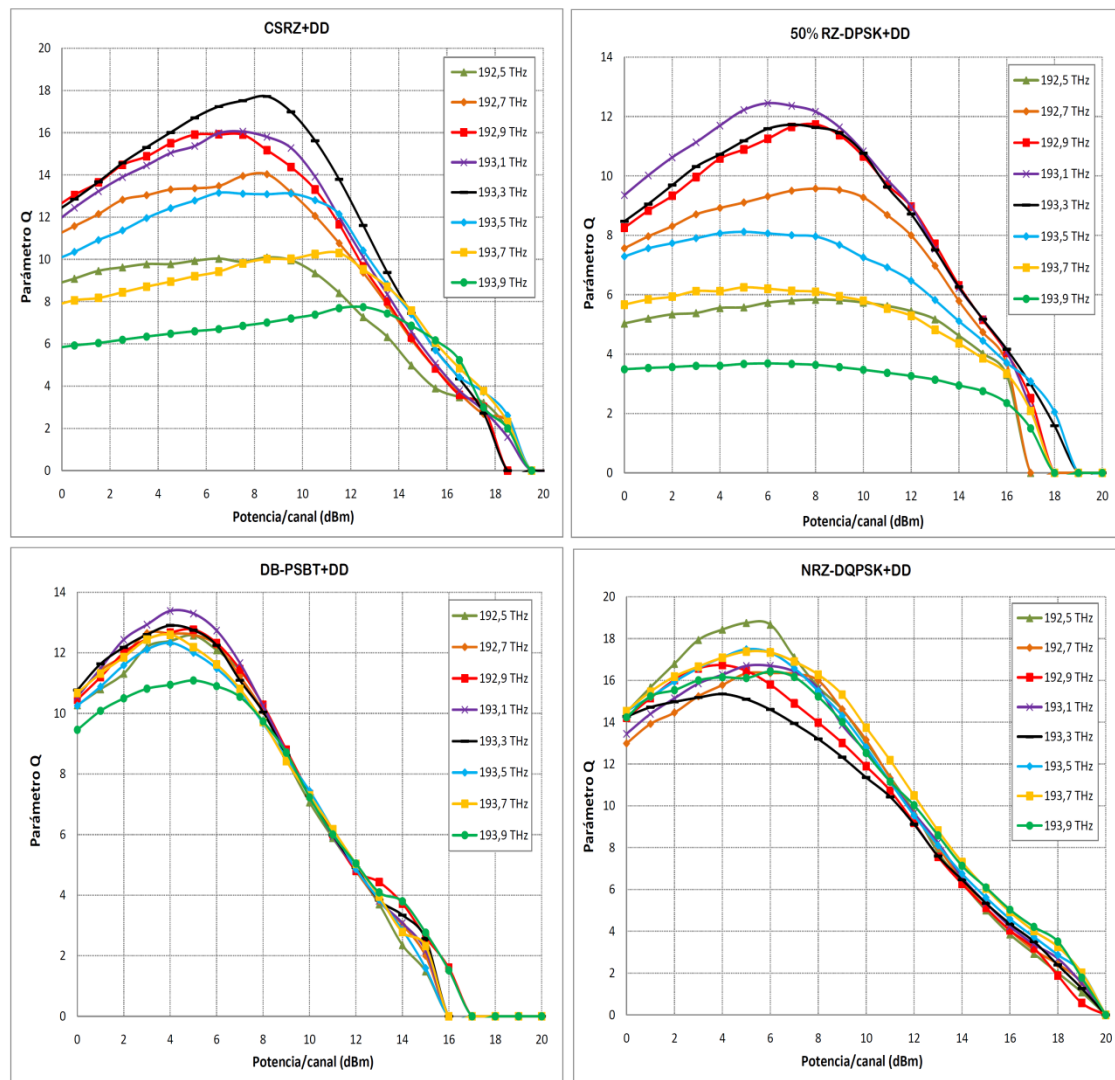 CSRZ+DD
Parámetro Q
20
18
16
14
12
10
8
6
4
2
0
0 2 4 6 8 10 12 14 16 18 20
Potencia/canal (dBm)
192,5 THz
192,7 THz
192,9 THz
193,1 THz
193,3 THz
193,5 THz
193,7 THz
193,9 THz
50% RZ-DPSK+DD
Parámetro Q
14
12
10
8
6
4
2
0
0 2 4 6 8 10 12 14 16 18 20
Potencia/canal (dBm)
192,5 THz
192,7 THz
192,9 THz
193,1 THz
193,3 THz
193,5 THz
193,7 THz
193,9 THz
DB-PSBT+DD
Parámetro Q
14
12
10
8
6
4
2
0
0 2 4 6 8 10 12 14 16 18 20
Potencia/canal (dBm)
192,5 THz
192,7 THz
192,9 THz
193,1 THz
193,3 THz
193,5 THz
193,7 THz
193,9 THz
NRZ-DQPSK+DD
Parámetro Q
20
18
16
14
12
10
8
6
4
2
0
0 2 4 6 8 10 12 14 16 18 20
Potencia/canal (dBm)
192,5 THz
192,7 THz
192,9 THz
193,1 THz
193,3 THz
193,5 THz
193,7 THz
193,9 THz